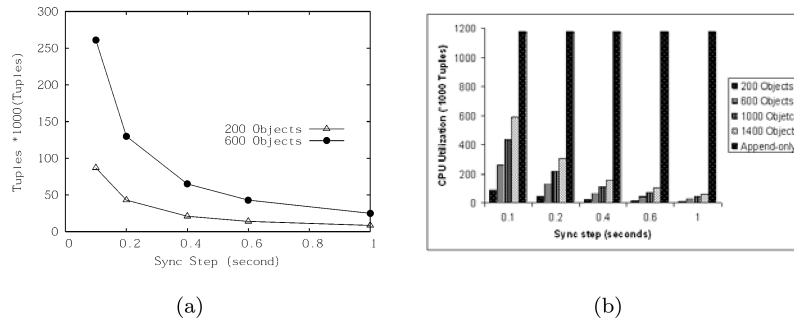 (a)
300
250
200
150
100
50
0
Tuples *1000(Tuples)
200 Objects
600 Objects
0 0.2 0.4 0.6 0.8 1
Sync Step (second)
(a)
(b)
1200
1000
800
600
400
200
0
CPU Utilization (*1000 Tuples)
200 Objects
600 Objects
1000 Objetc
1400 Object
Append-only
0.1 0.2 0.4 0.6 1
Sync step (seconds)
(b)